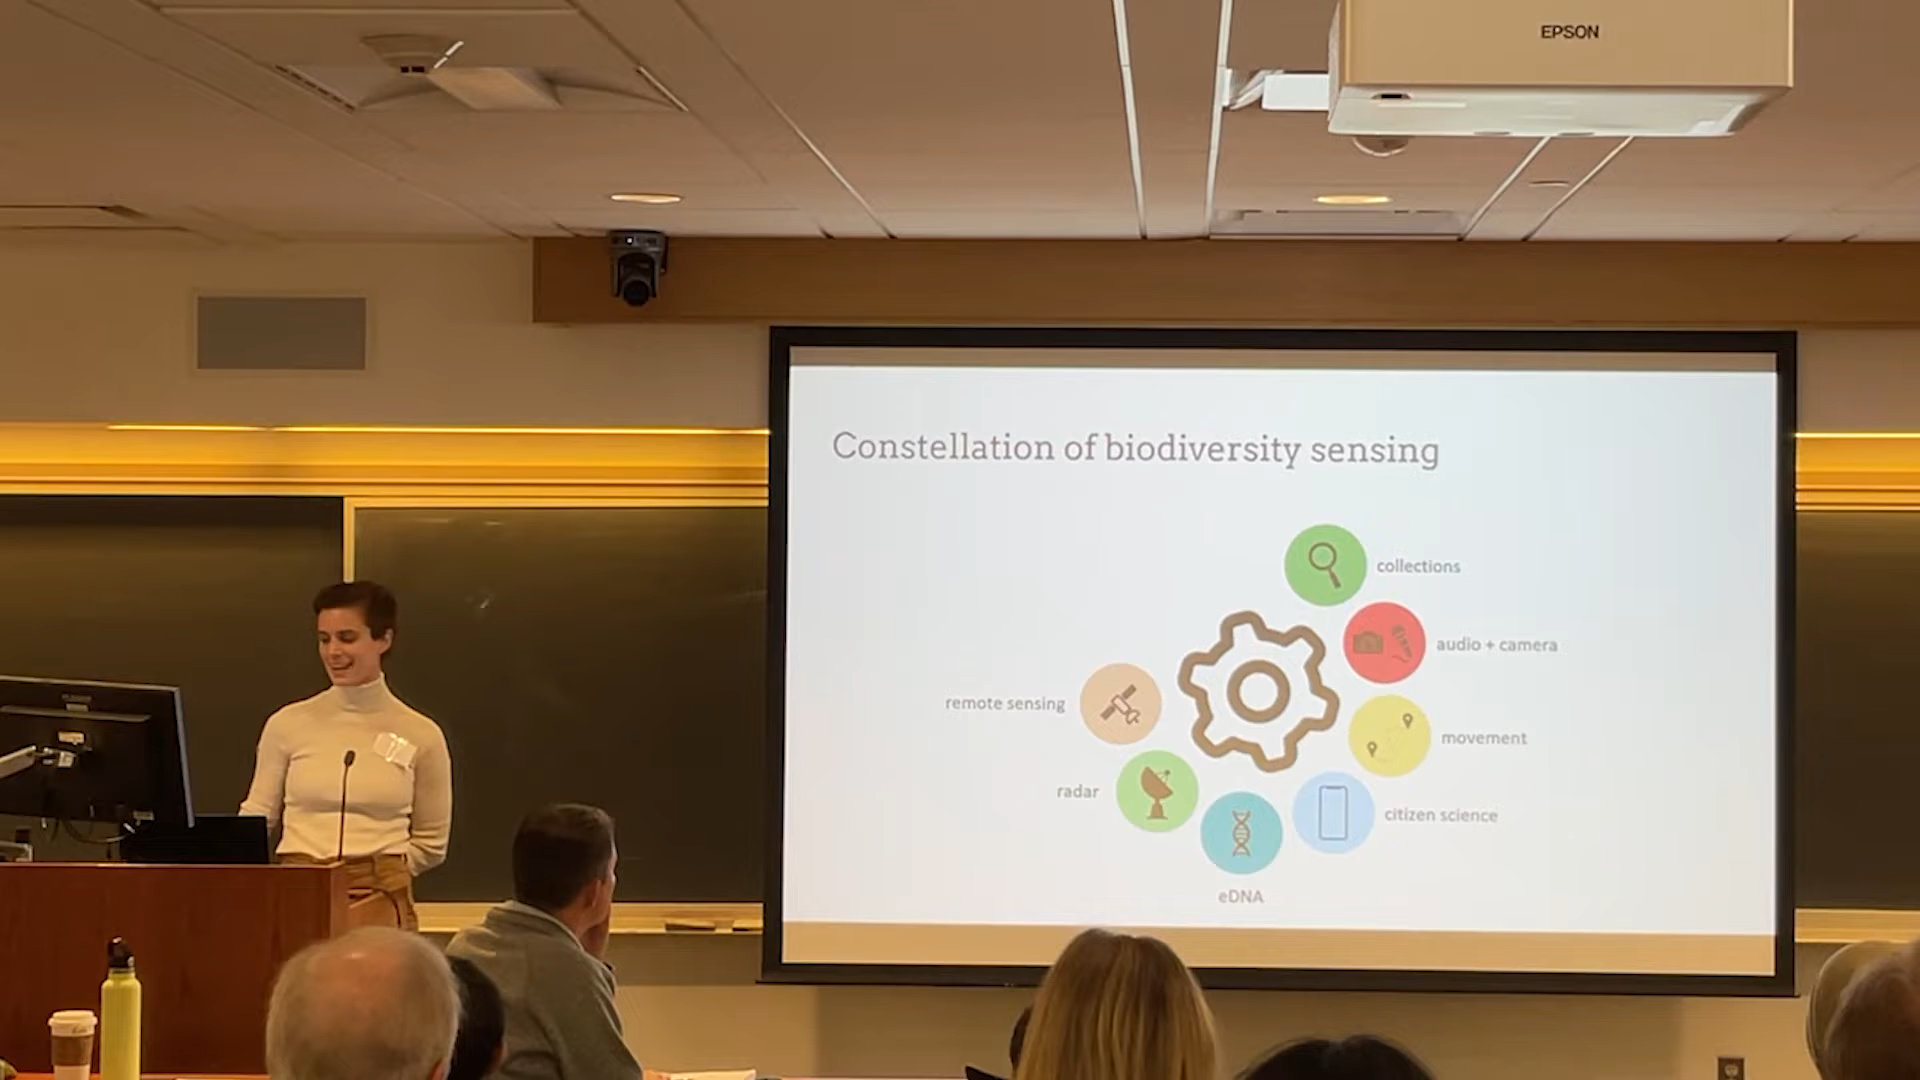 EPSON
Constellation of biodiversity sensing
collections
audio + camera
remote sensing
movement
radar
citizen science
eDNA